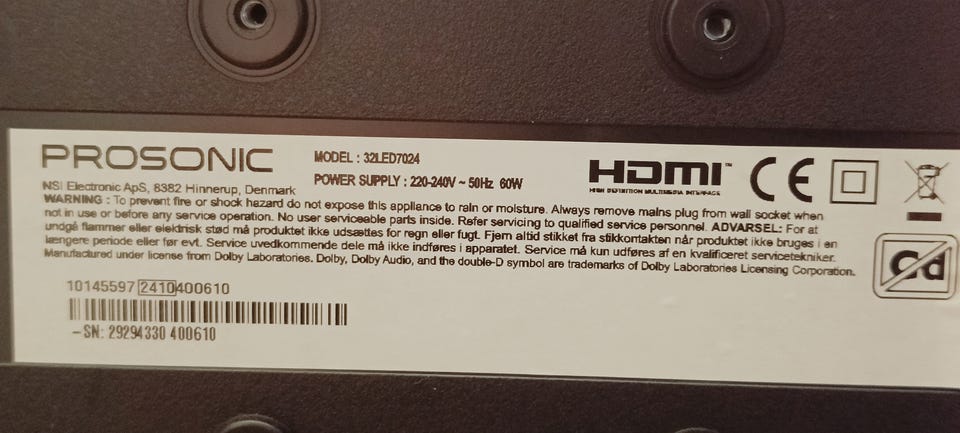 PROSONIC
NSI Electronic ApS, 8382 Hinnerup, Denmark
MODEL : 32LED7024
POWER SUPPLY : 220-240V ~ 50Hz 60W
HDMI™
HIGH DEFINITION MULTIMEDIA INTERFACE
CE
WARNING : To prevent fire or shock hazard do not expose this appliance to rain or moisture. Always remove mains plug from wall socket when
not in use or before any service operation. No user serviceable parts inside. Refer servicing to qualified service personnel. ADVARSEL: For at
undgå flammer eller elektrisk stød må produktet ikke udsættes for regn eller fugt. Fjern altid stikket fra stikkontakten når produktet ikke bruges i en
længere periode eller før evt. Service uvedkommende dele må ikke indføres i apparatet. Service må kun udføres af en kvalificeret servicetekniker.
Manufactured under license from Dolby Laboratories. Dolby, Dolby Audio, and the double-D symbol are trademarks of Dolby Laboratories Licensing Corporation.
Cd
10145597 2410400610
-SN: 29294330 400610